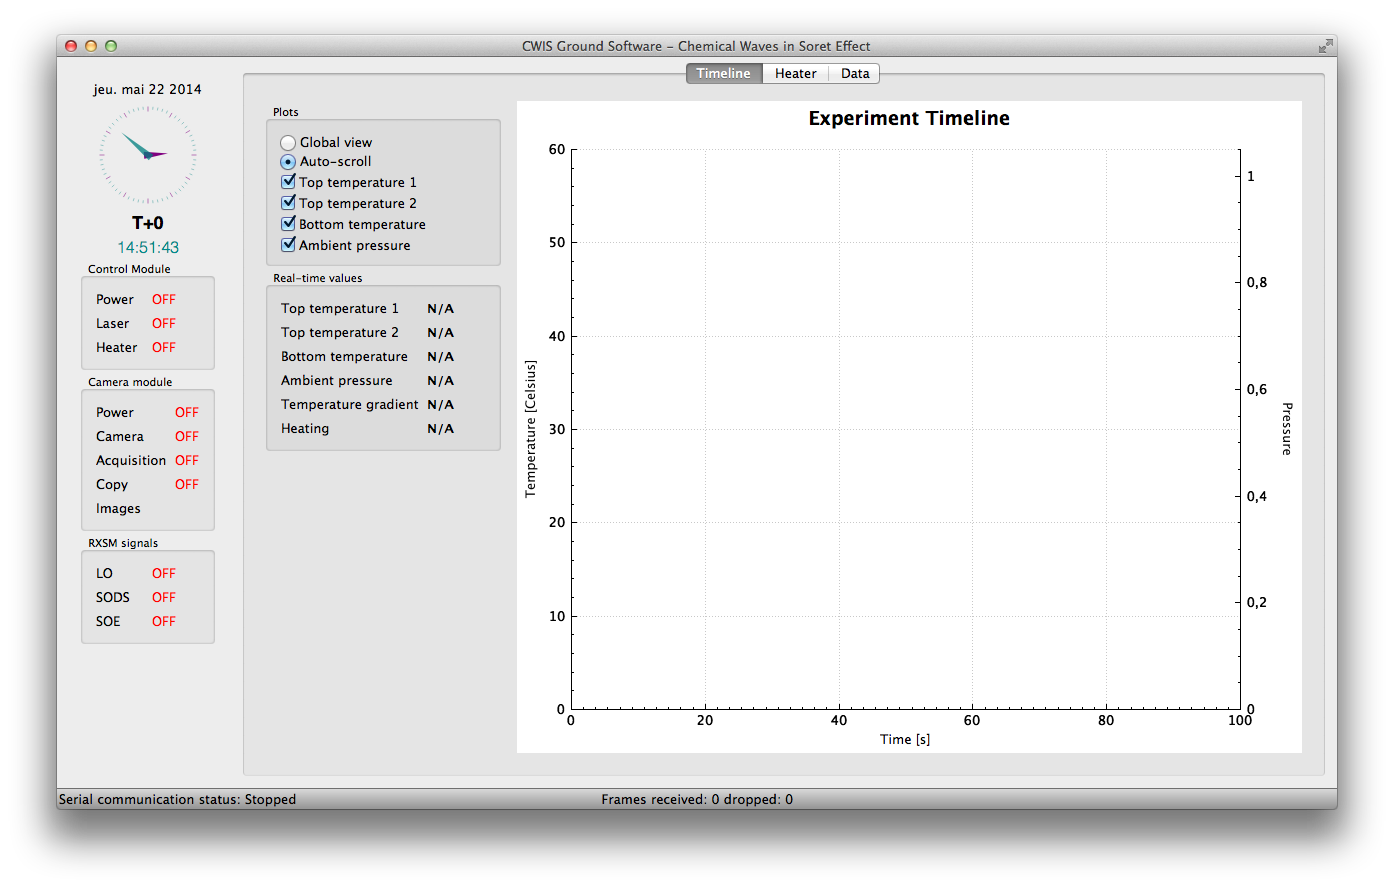 CWIS Ground Software – Chemical Waves in Soret Effect
jeu. mai 22 2014
T+0
14:51:43
Control Module
Power OFF
Laser OFF
Heater OFF
Camera module
Power OFF
Camera OFF
Acquisition OFF
Copy OFF
Images
RXSM signals
LO OFF
SODS OFF
SOE OFF
Timeline Heater Data
Plots
Global view
Auto-scroll
Top temperature 1
Top temperature 2
Bottom temperature
Ambient pressure
Real-time values
Top temperature 1 N/A
Top temperature 2 N/A
Bottom temperature N/A
Ambient pressure N/A
Temperature gradient N/A
Heating N/A
Experiment Timeline
Temperature [Celsius]
60
50
40
30
20
10
0
0 20 40 60 80 100
Time [s]
1
0,8
0,6
0,4
0,2
0
Pressure
Serial communication status: Stopped
Frames received: 0 dropped: 0